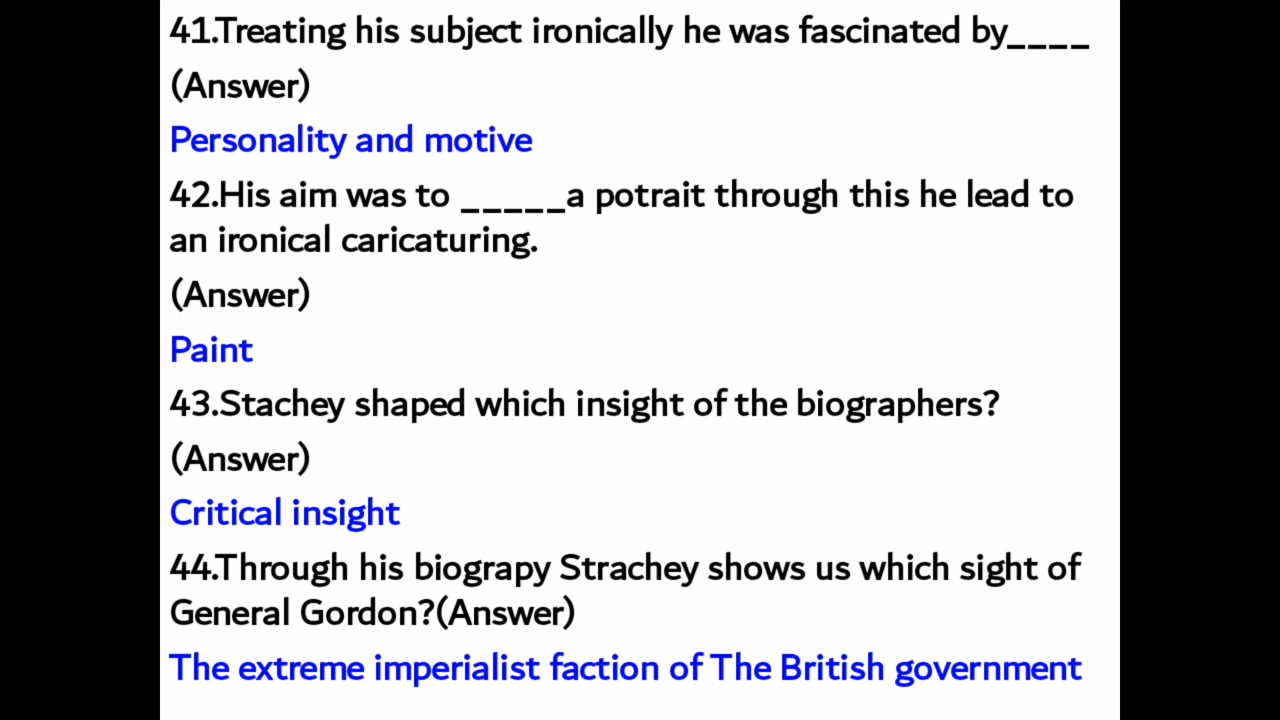 41.Treating his subject ironically he was fascinated by____
(Answer)
Personality and motive
42.His aim was to _____a potrait through this he lead to
an ironical caricaturing.
(Answer)
Paint
43.Stachey shaped which insight of the biographers?
(Answer)
Critical insight
44.Through his biograpy Strachey shows us which sight of
General Gordon?(Answer)
The extreme imperialist faction of The British government